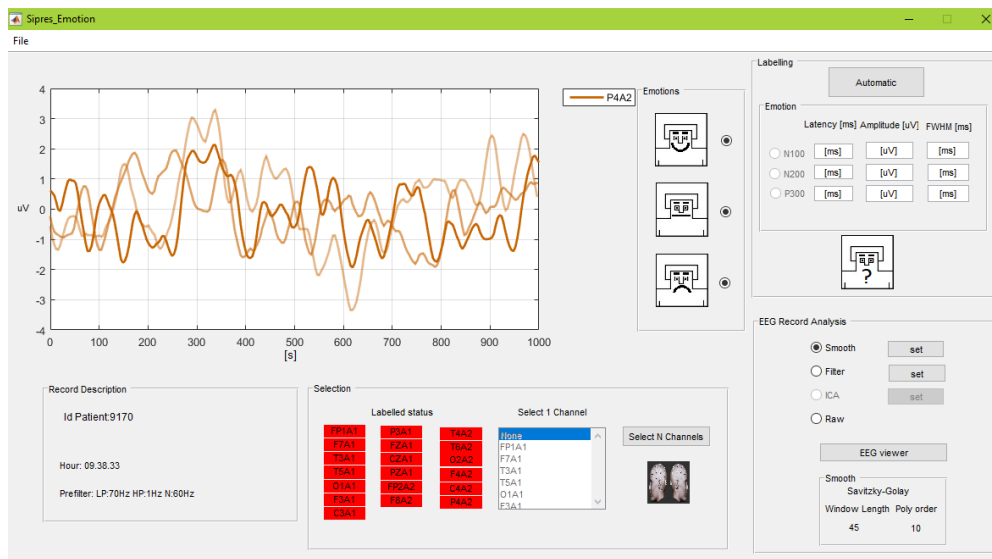 Sipres_Emotion
File
4
3
2
1
0
-1
-2
-3
-4
uV
0 100 200 300 400 500 600 700 800 900 1000
[s]
P4A2
Emotions
Labelling
Automatic
Emotion
Latency [ms] Amplitude [uV] FWHM [ms]
N100 [ms] [uV] [ms]
N200 [ms] [uV] [ms]
P300 [ms] [uV] [ms]
?
EEG Record Analysis
Smooth set
Filter set
ICA set
Raw
EEG viewer
Smooth
Savitzky-Golay
Window Length Poly order
45 10
Record Description
Id Patient:9170
Hour: 09.38.33
Prefilter: LP:70Hz HP:1Hz N:60Hz
Selection
Labelled status
FP1A1 P3A1 T4A2
F7A1 FZA1 T6A2
T3A1 CZA1 O2A2
T5A1 PZA1 F4A2
O1A1 FP2A2 C4A2
F3A1 F8A2 P4A2
C3A1
Select 1 Channel
None
FP1A1
F7A1
T3A1
T5A1
O1A1
F3A1
Select N Channels